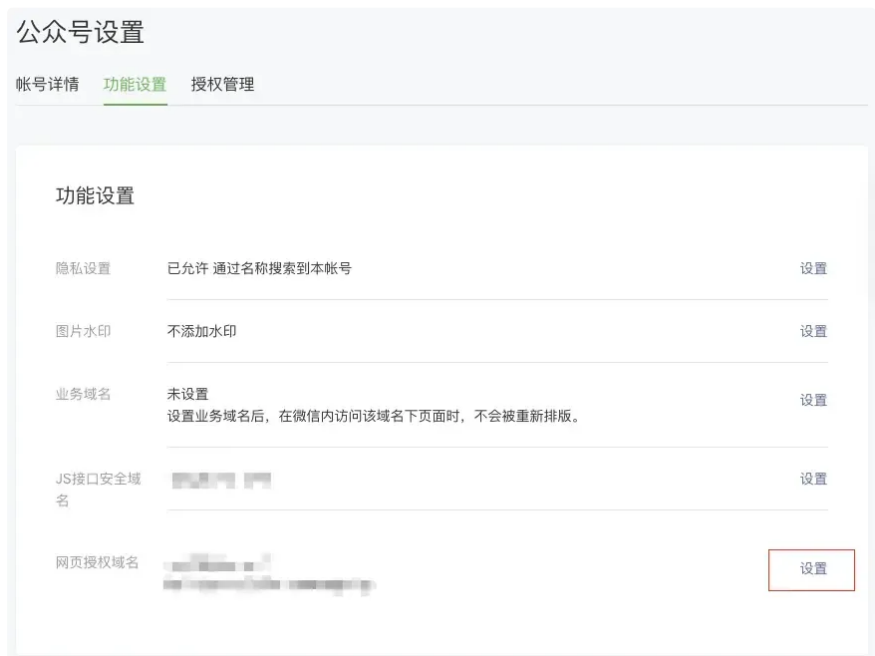 公众号设置
帐号详情 功能设置 授权管理
功能设置
隐私设置 已允许 通过名称搜索到本帐号 设置
图片水印 不添加水印 设置
业务域名 未设置 设置
设置业务域名后，在微信内访问该域名下页面时，不会被重新排版。
JS接口安全域 设置
名
网页授权域名 设置